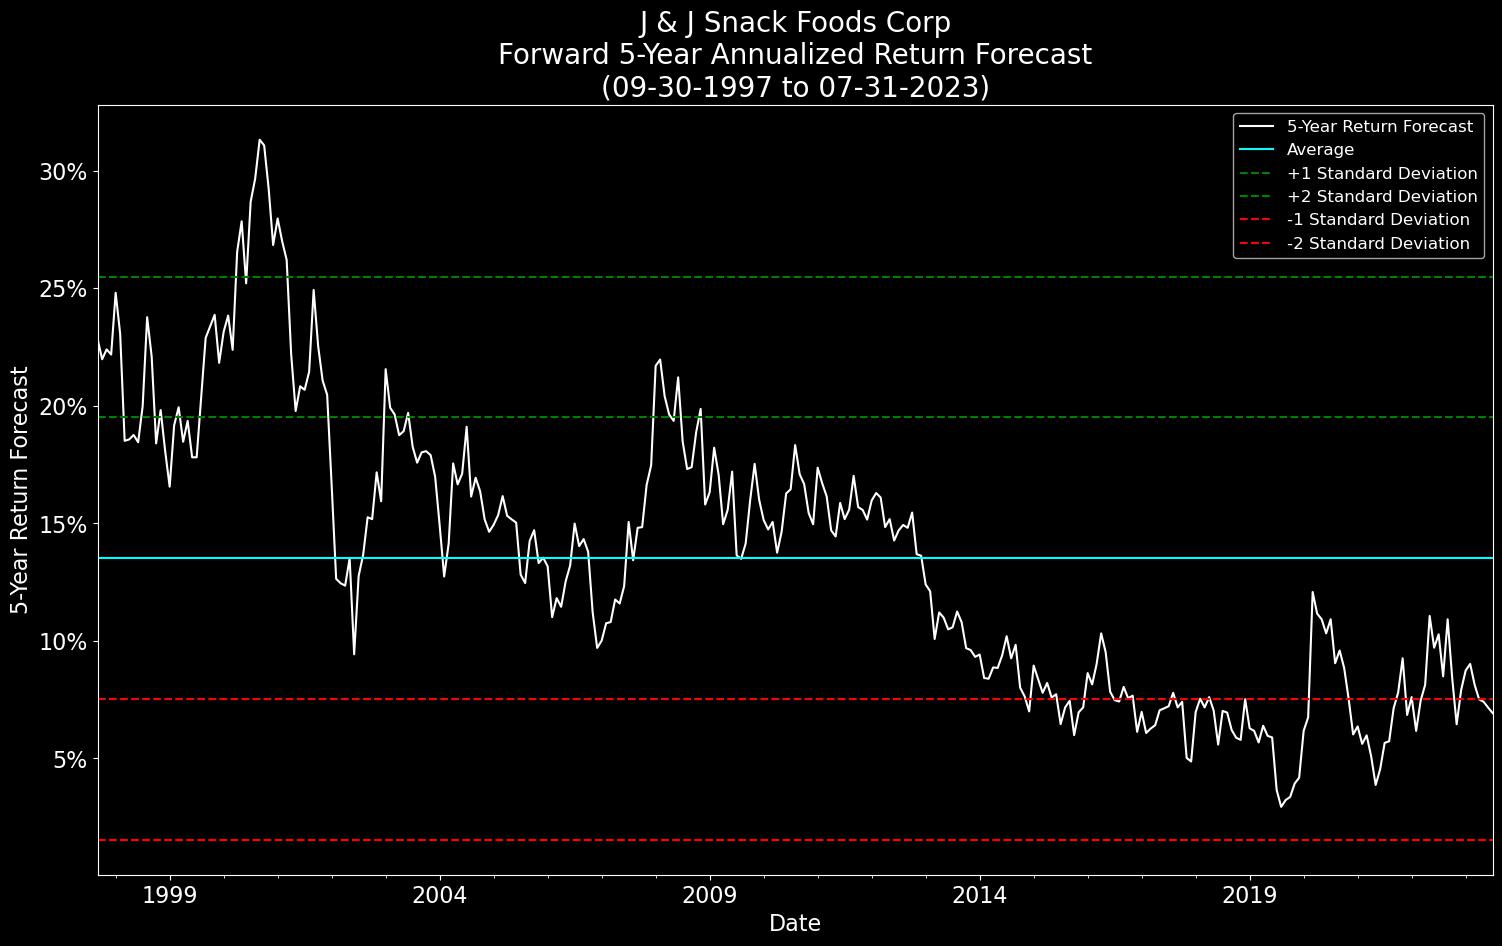 J & J Snack Foods Corp
Forward 5-Year Annualized Return Forecast
(09-30-1997 to 07-31-2023)
5-Year Return Forecast
Average
+1 Standard Deviation
+2 Standard Deviation
-1 Standard Deviation
-2 Standard Deviation
5-Year Return Forecast
30%
25%
20%
15%
10%
5%
1999 2004 2009 2014 2019
Date